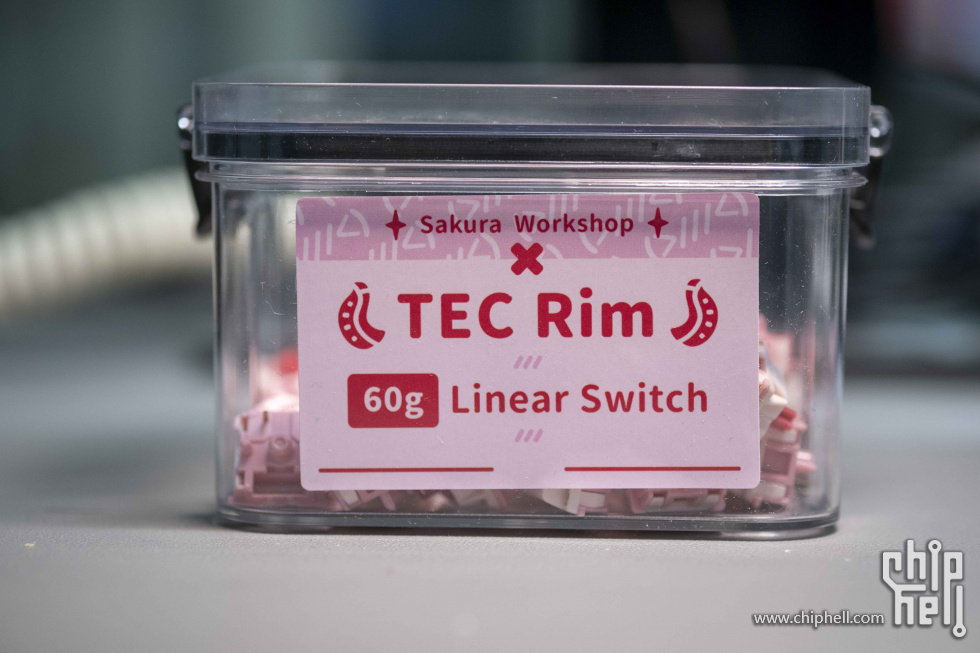 Sakura Workshop
TEC Rim
60g Linear Switch
www.chiphell.com
chip
hell